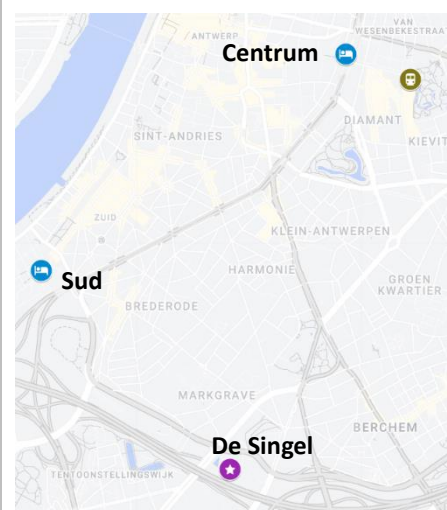 VAN
WESENBEKESTRAA
ANTWERP
Centrum
DIAMANT
SINT-ANDRIES
KIEVIT
ZUID
KLEIN-ANTWERPEN
HARMONIE
Sud
GROEN
KWARTIER
BREDERODE
MARKGRAVE
BERCHEM
De Singel
TENTOONSTELLINGSWIJK